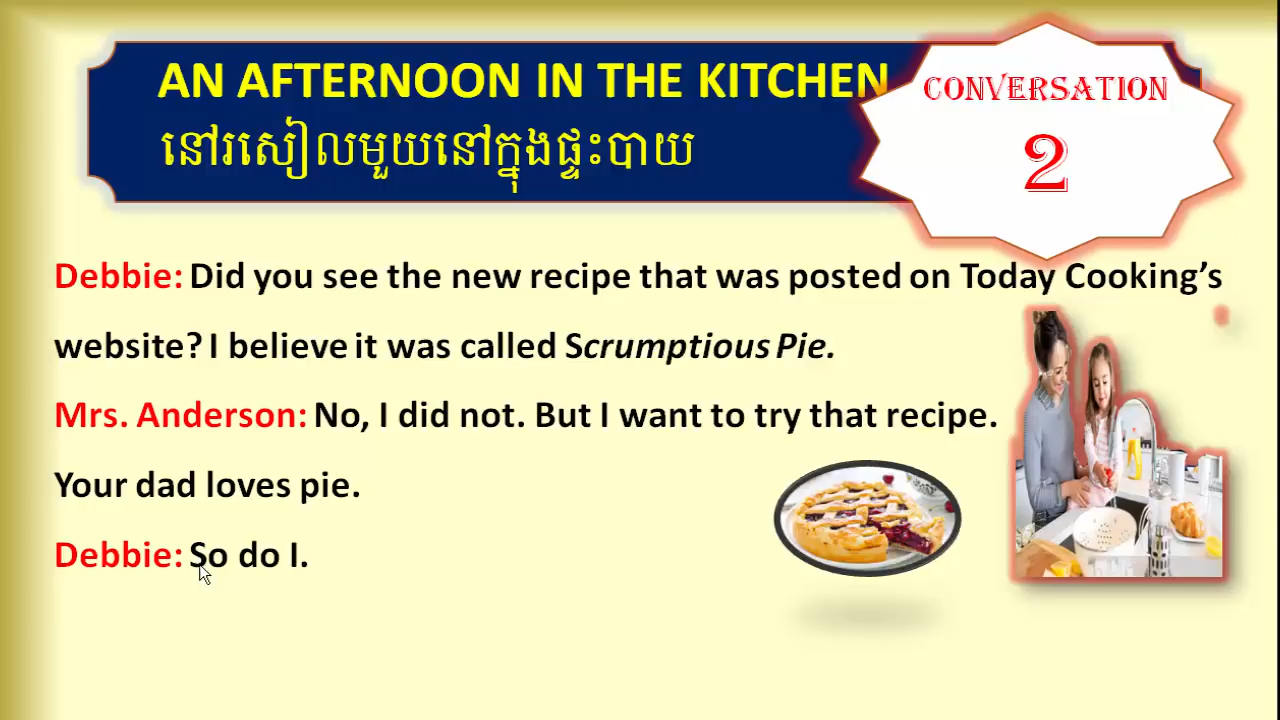 AN AFTERNOON IN THE KITCHEN
នៅរសៀលមួយនៅក្នុងផ្ទះបាយ
CONVERSATION
2
Debbie: Did you see the new recipe that was posted on Today Cooking's
website? I believe it was called Scrumptious Pie.
Mrs. Anderson: No, I did not. But I want to try that recipe.
Your dad loves pie.
Debbie: So do I.